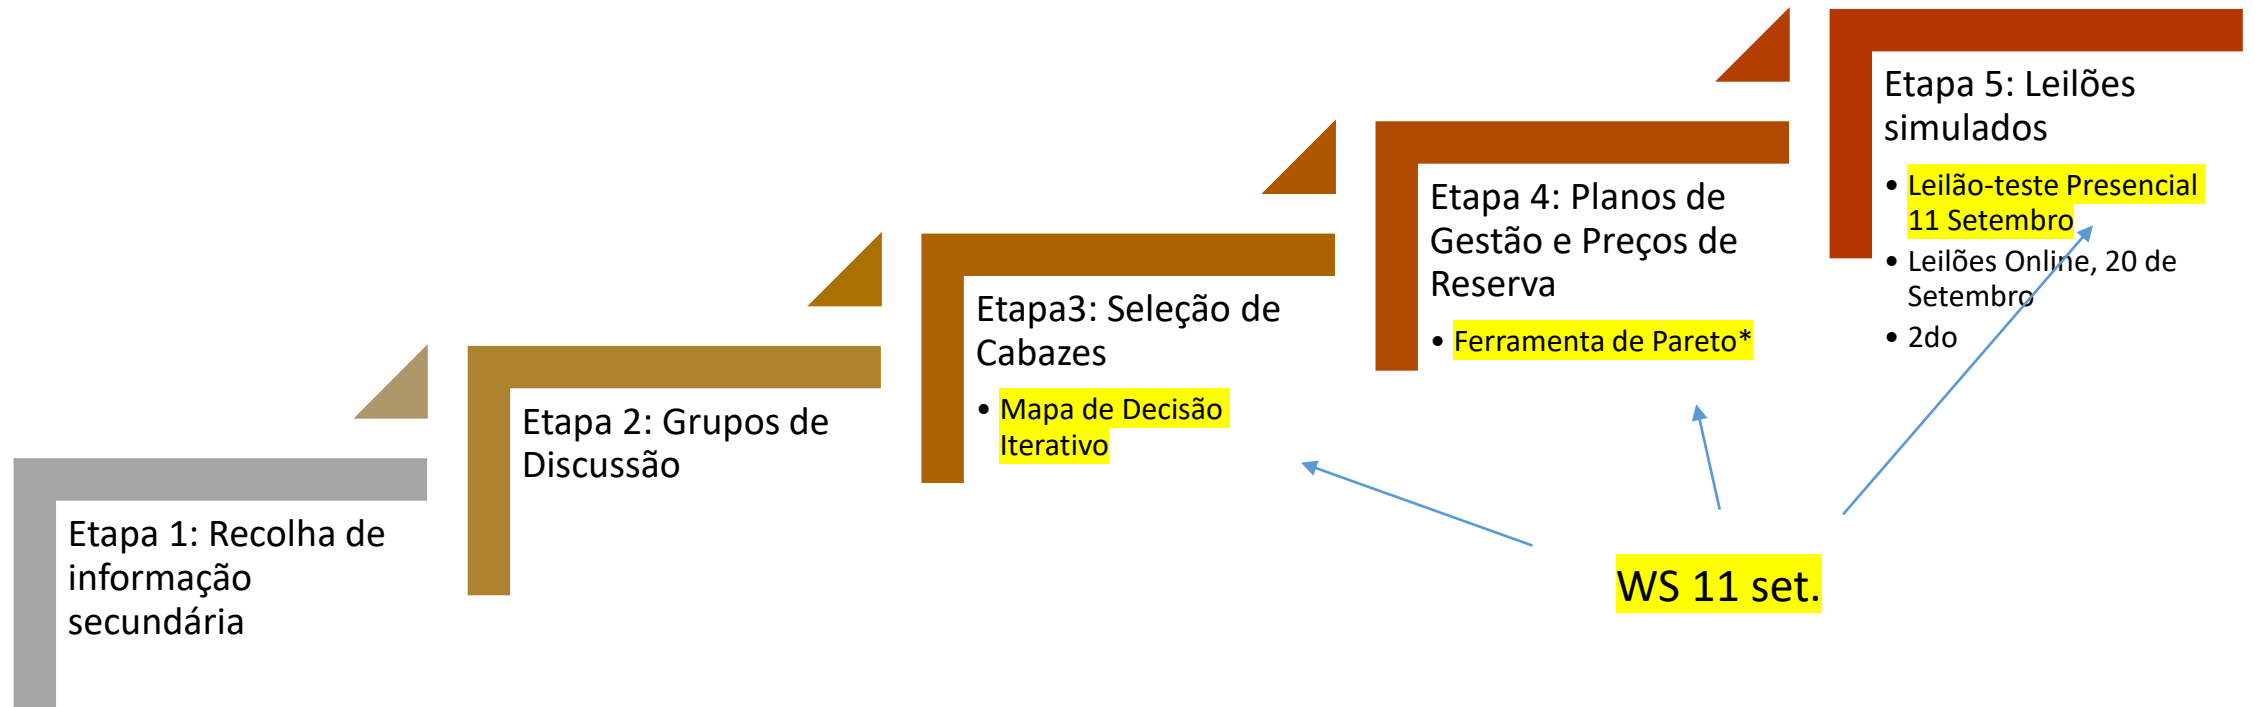 Etapa 1: Recolha de
informação
secundária
Etapa 2: Grupos de
Discussão
Etapa3: Seleção de
Cabazes
• Mapa de Decisão
Iterativo
Etapa 4: Planos de
Gestão e Preços de
Reserva
• Ferramenta de Pareto*
Etapa 5: Leilões
simulados
• Leilão-teste Presencial
11 Setembro
• Leilões Online, 20 de
Setembro
• 2do
WS 11 set.